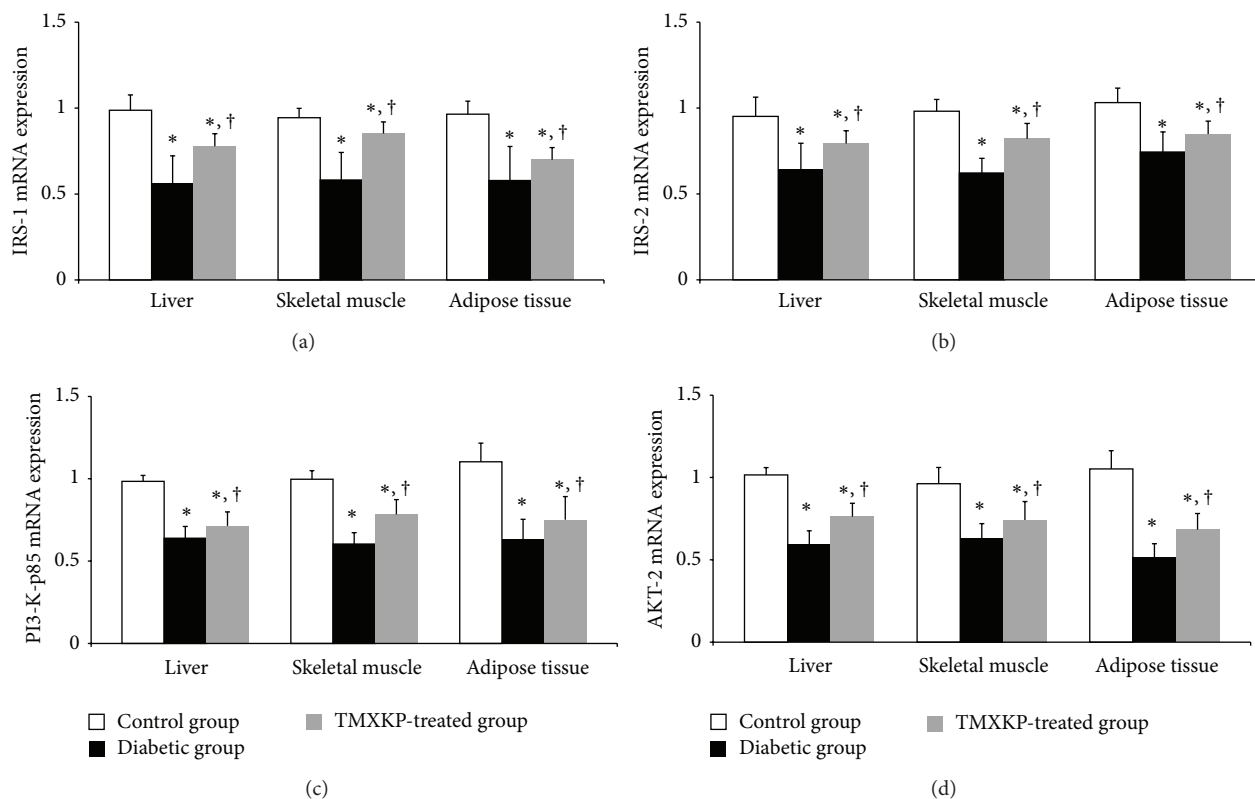 IRS-1 mRNA expression
1.5
1
0.5
0
*
*, †
*
*, †
*
*, †
Liver
Skeletal muscle
Adipose tissue
(a)
IRS-2 mRNA expression
1.5
1
0.5
0
*
*, †
*
*, †
*
*, †
Liver
Skeletal muscle
Adipose tissue
(b)
PI3-K-p85 mRNA expression
1.5
1
0.5
0
*
*, †
*
*, †
*
*, †
Liver
Skeletal muscle
Adipose tissue
Control group
Diabetic group
TMXKP-treated group
(c)
AKT-2 mRNA expression
1.5
1
0.5
0
*
*, †
*
*, †
*
*, †
Liver
Skeletal muscle
Adipose tissue
Control group
Diabetic group
TMXKP-treated group
(d)